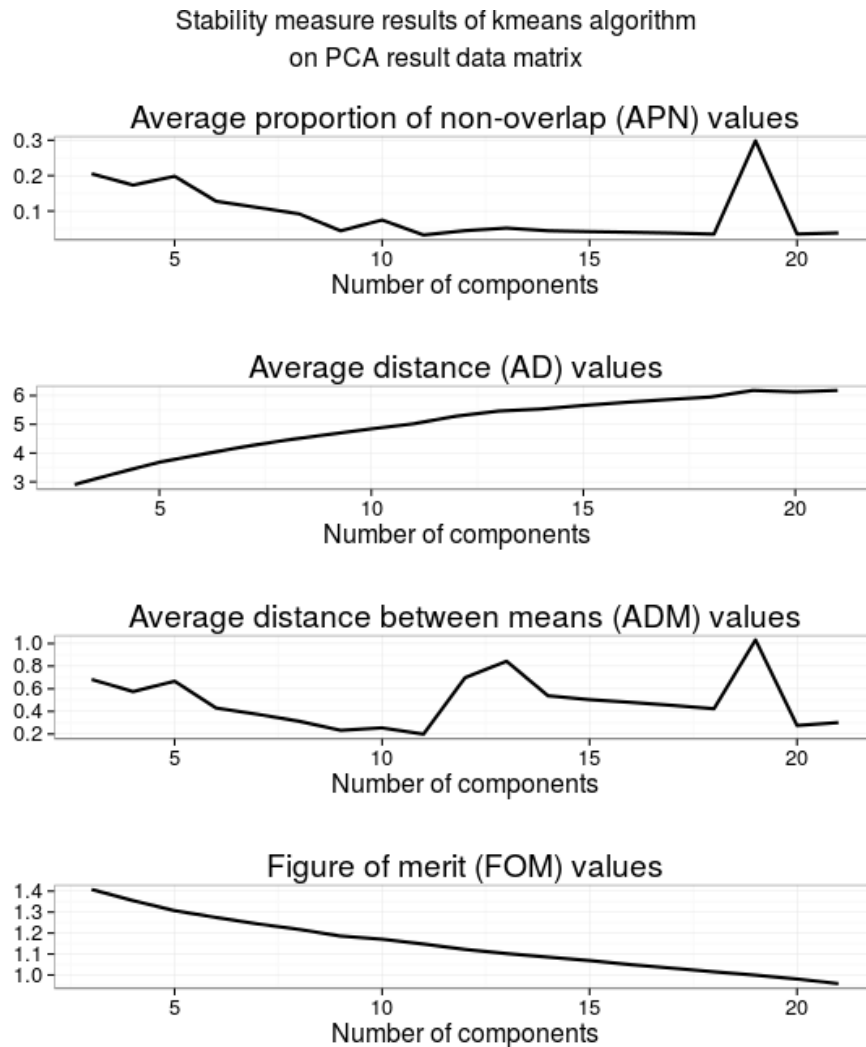 Stability measure results of kmeans algorithm
on PCA result data matrix
Average proportion of non-overlap (APN) values
0.3
0.2
0.1
5 10 15 20
Number of components
Average distance (AD) values
6
5
4
3
5 10 15 20
Number of components
Average distance between means (ADM) values
1.0
0.8
0.6
0.4
0.2
5 10 15 20
Number of components
Figure of merit (FOM) values
1.4
1.3
1.2
1.1
1.0
5 10 15 20
Number of components